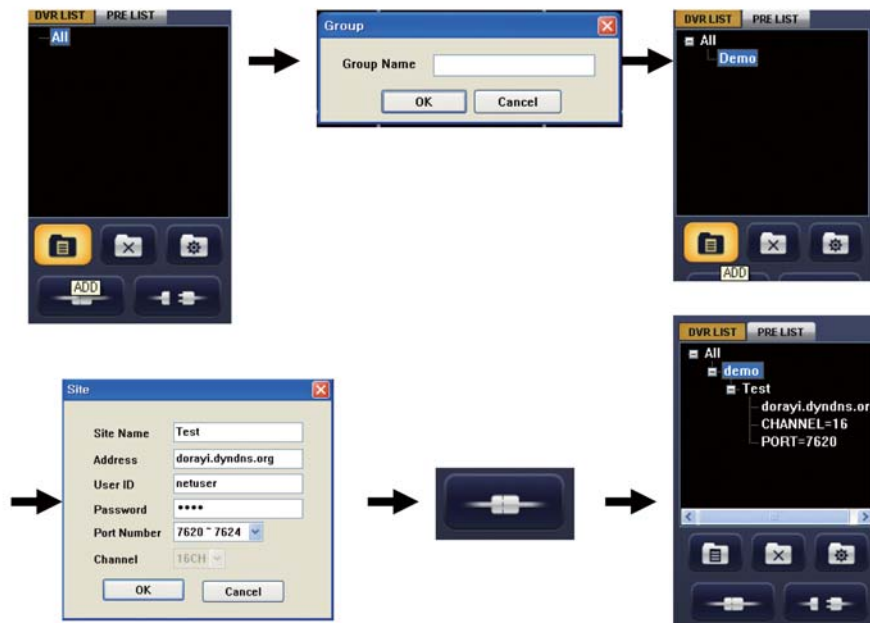 DVR LIST PRE LIST
All
ADD
Group
Group Name
OK Cancel
DVR LIST PRE LIST
All
Demo
ADD
Site
Site Name Test
Address dorayi.dyndns.org
User ID netuser
Password ••••
Port Number 7620 ~ 7624
Channel 16CH
OK Cancel
DVR LIST PRE LIST
All
demo
Test
dorayi.dyndns.or
CHANNEL=16
PORT=7620